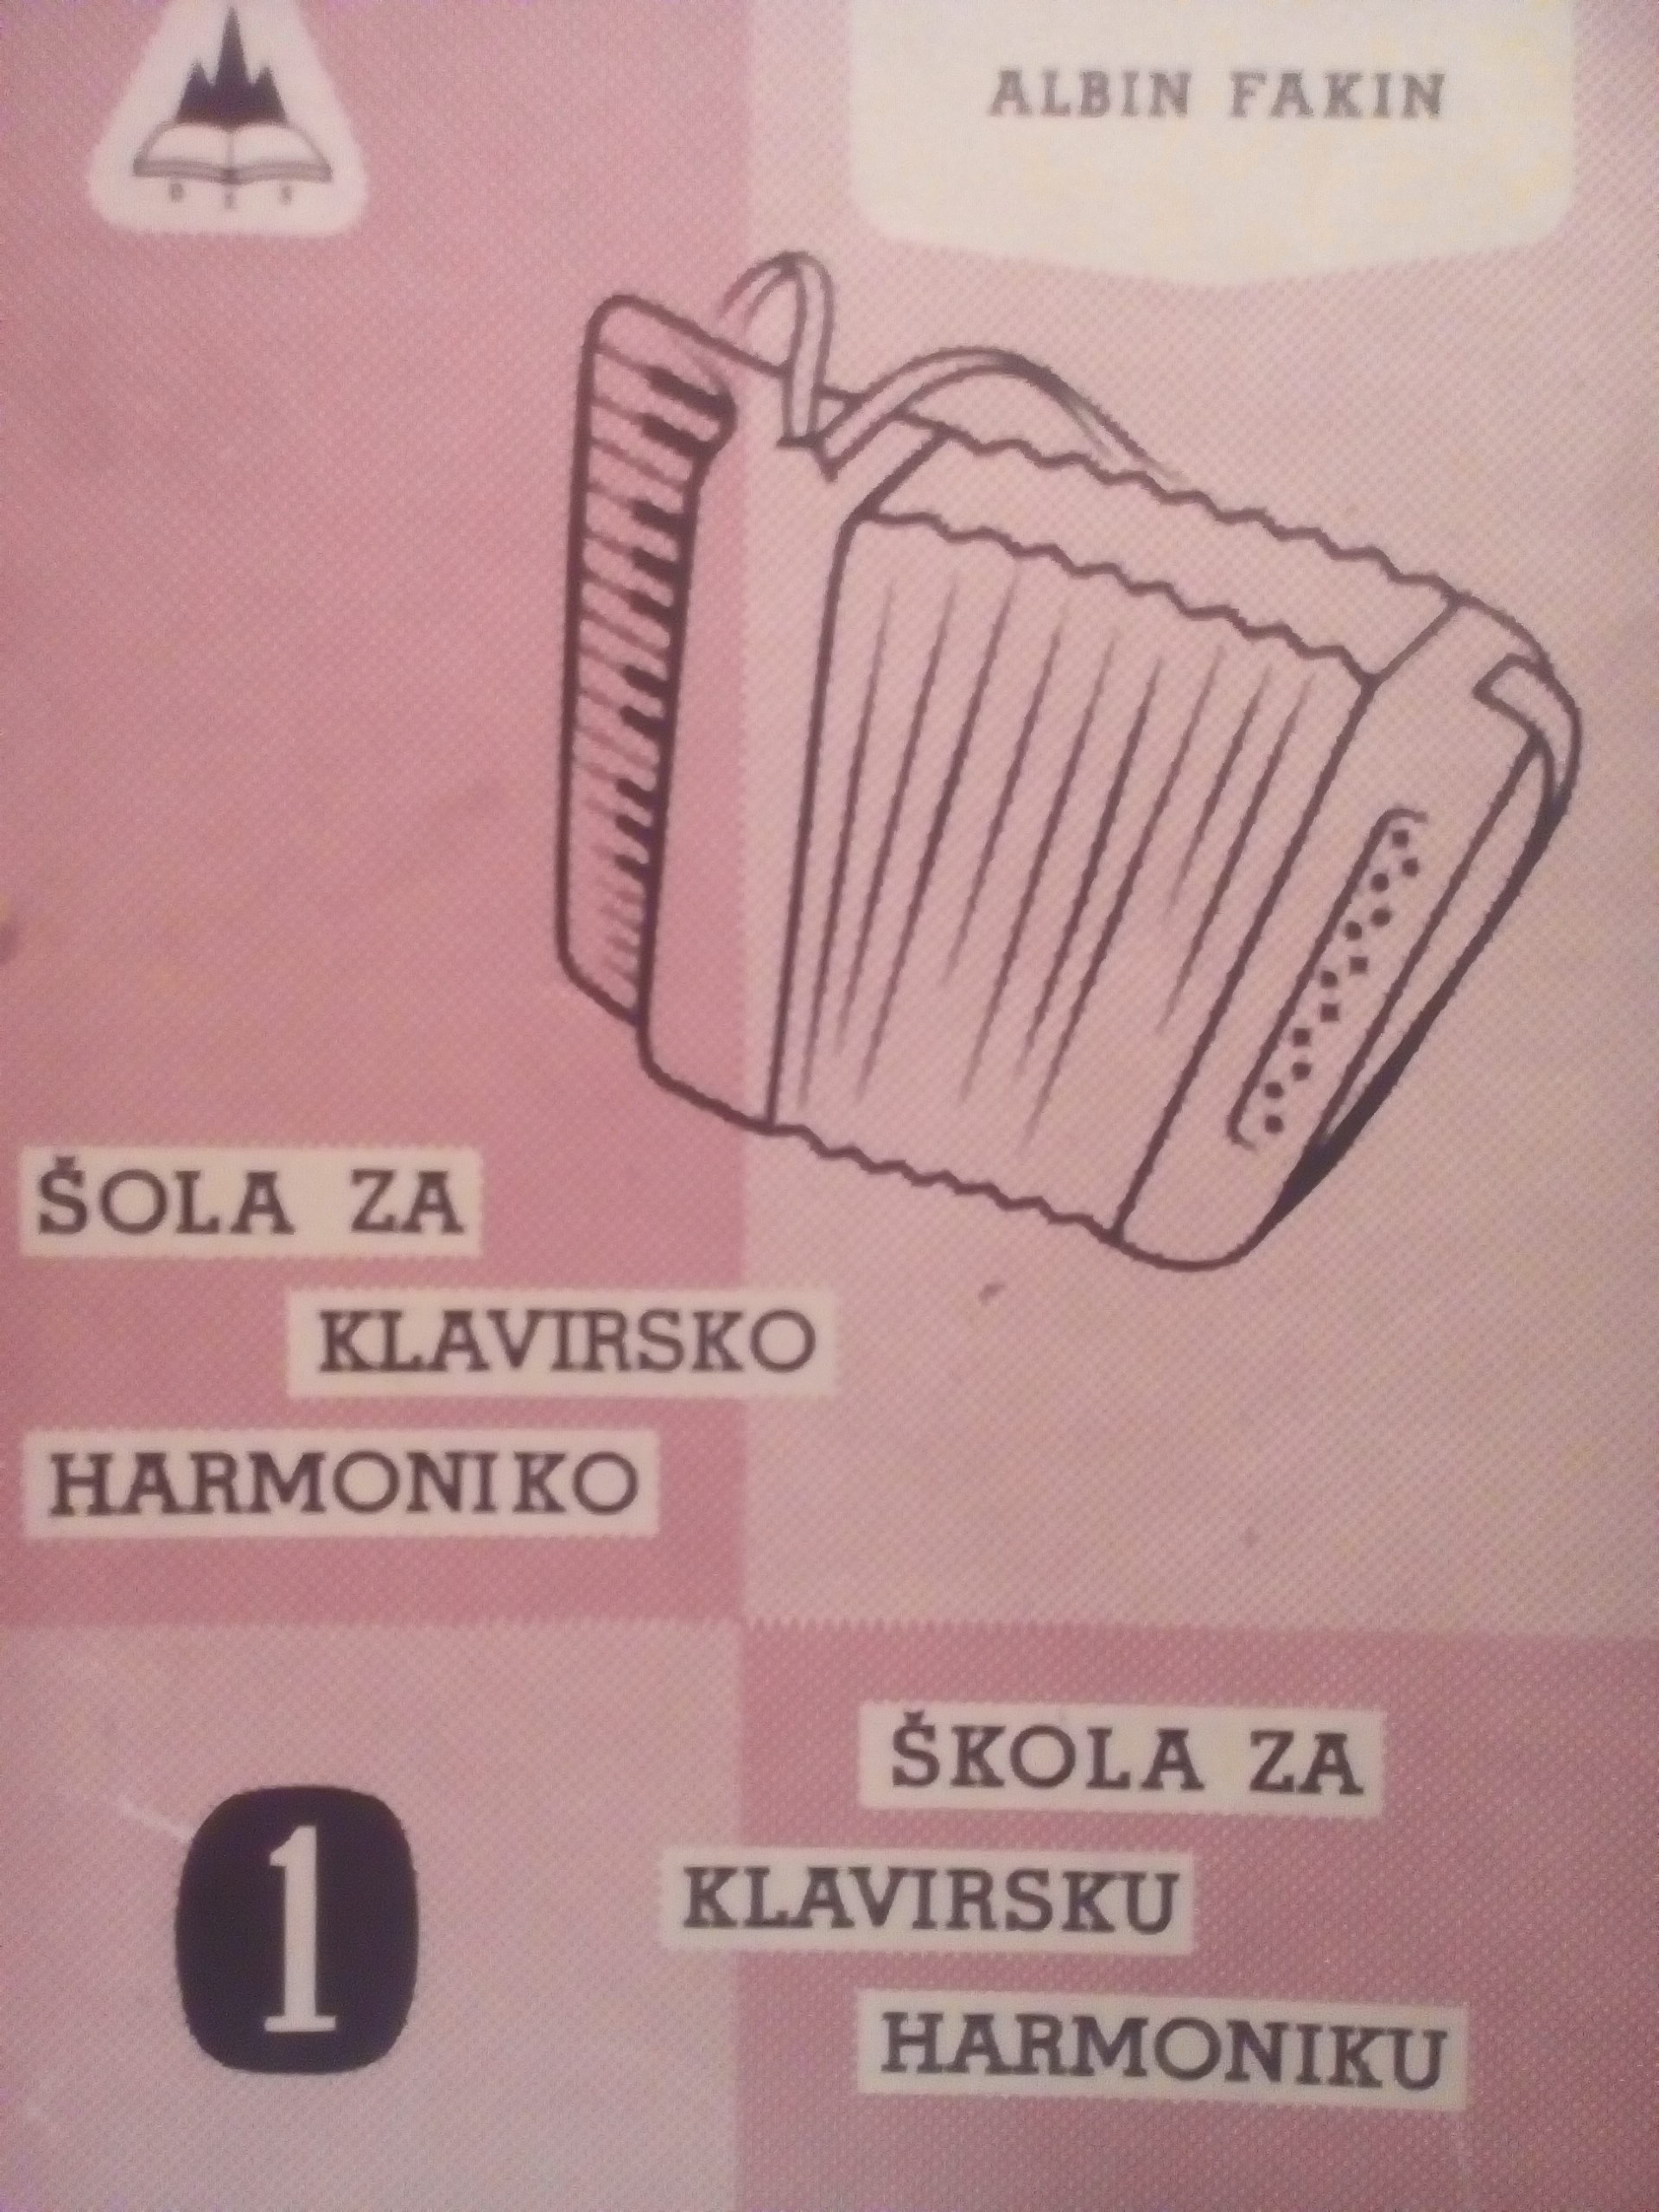 ALBIN FAKIN
ŠOLA ZA
KLAVIRSKO
HARMONIKO
1
ŠKOLA ZA
KLAVIRSKU
HARMONIKU